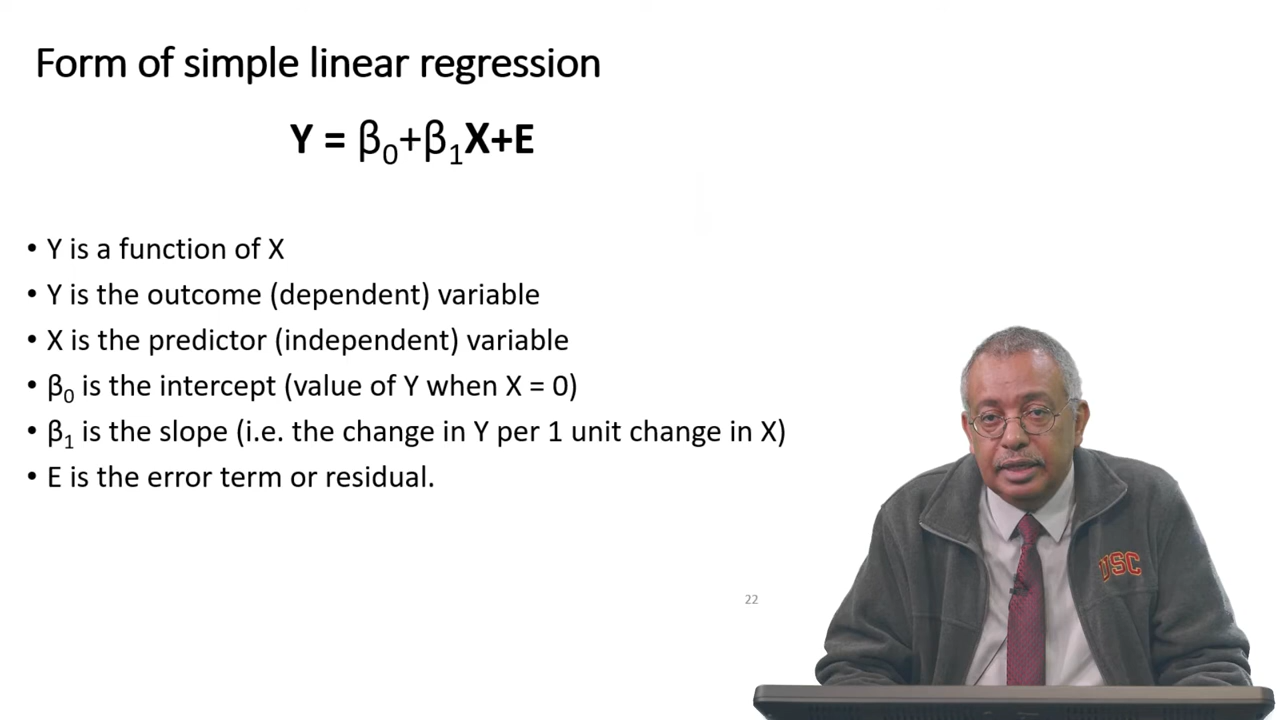 Form of simple linear regression
Y = β₀+β₁X+E
• Y is a function of X
• Y is the outcome (dependent) variable
• X is the predictor (independent) variable
• β₀ is the intercept (value of Y when X = 0)
• β₁ is the slope (i.e. the change in Y per 1 unit change in X)
• E is the error term or residual.
USC
22